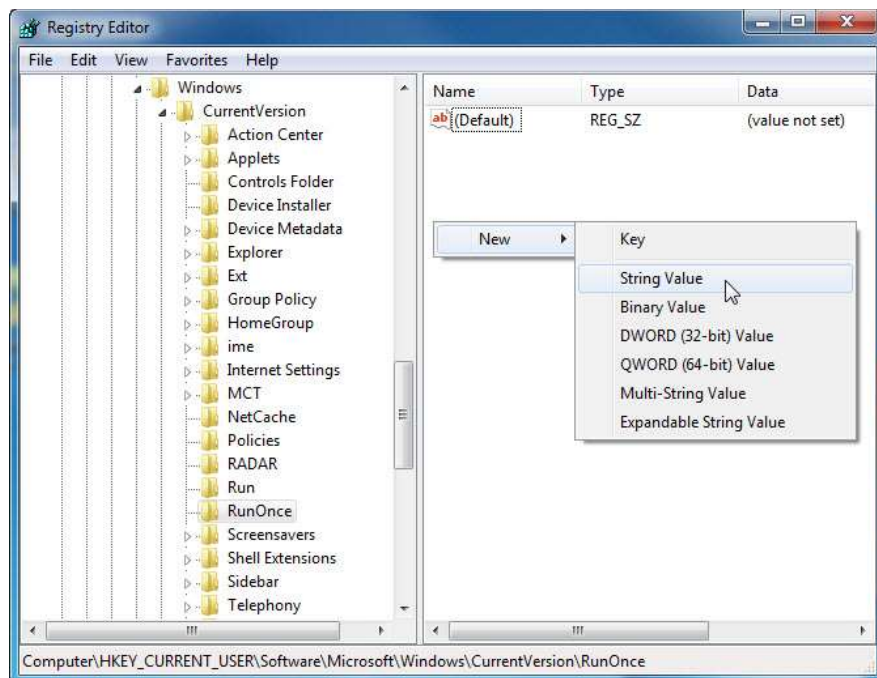 Registry Editor
File Edit View Favorites Help
Windows
CurrentVersion
Action Center
Applets
Controls Folder
Device Installer
Device Metadata
Explorer
Ext
Group Policy
HomeGroup
ime
Internet Settings
MCT
NetCache
Policies
RADAR
Run
RunOnce
Screensavers
Shell Extensions
Sidebar
Telephony
Name Type Data
ab (Default) REG_SZ (value not set)
New
Key
String Value
Binary Value
DWORD (32-bit) Value
QWORD (64-bit) Value
Multi-String Value
Expandable String Value
Computer\HKEY_CURRENT_USER\Software\Microsoft\Windows\CurrentVersion\RunOnce